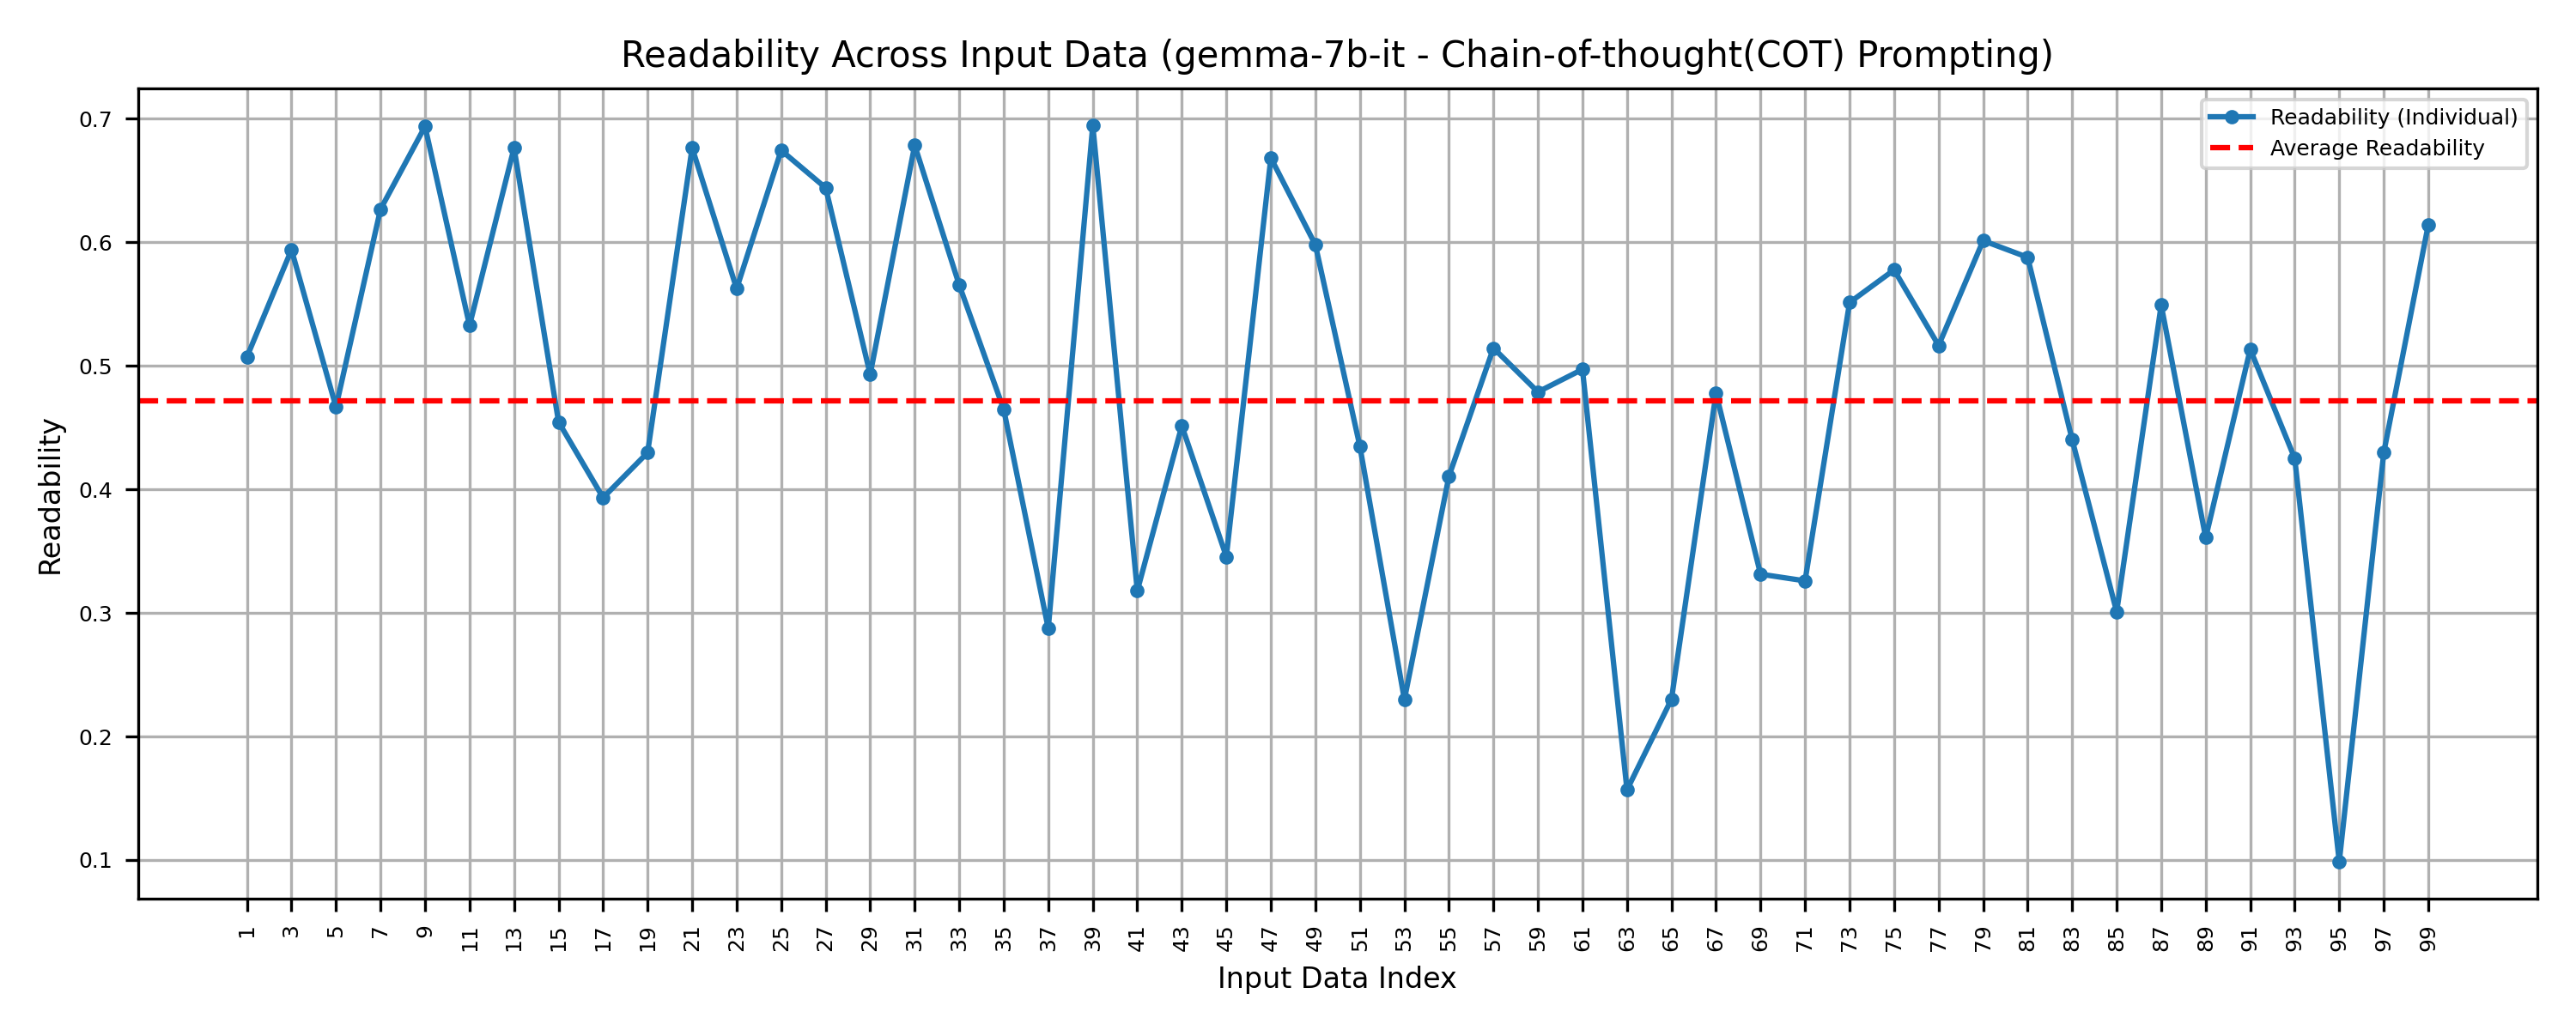 Readability Across Input Data (gemma-7b-it - Chain-of-thought(COT) Prompting)
Readability (Individual)
Average Readability
0.7
0.6
0.5
0.4
0.3
0.2
0.1
Readability
1 3 5 7 9 11 13 15 17 19 21 23 25 27 29 31 33 35 37 39 41 43 45 47 49 51 53 55 57 59 61 63 65 67 69 71 73 75 77 79 81 83 85 87 89 91 93 95 97 99
Input Data Index